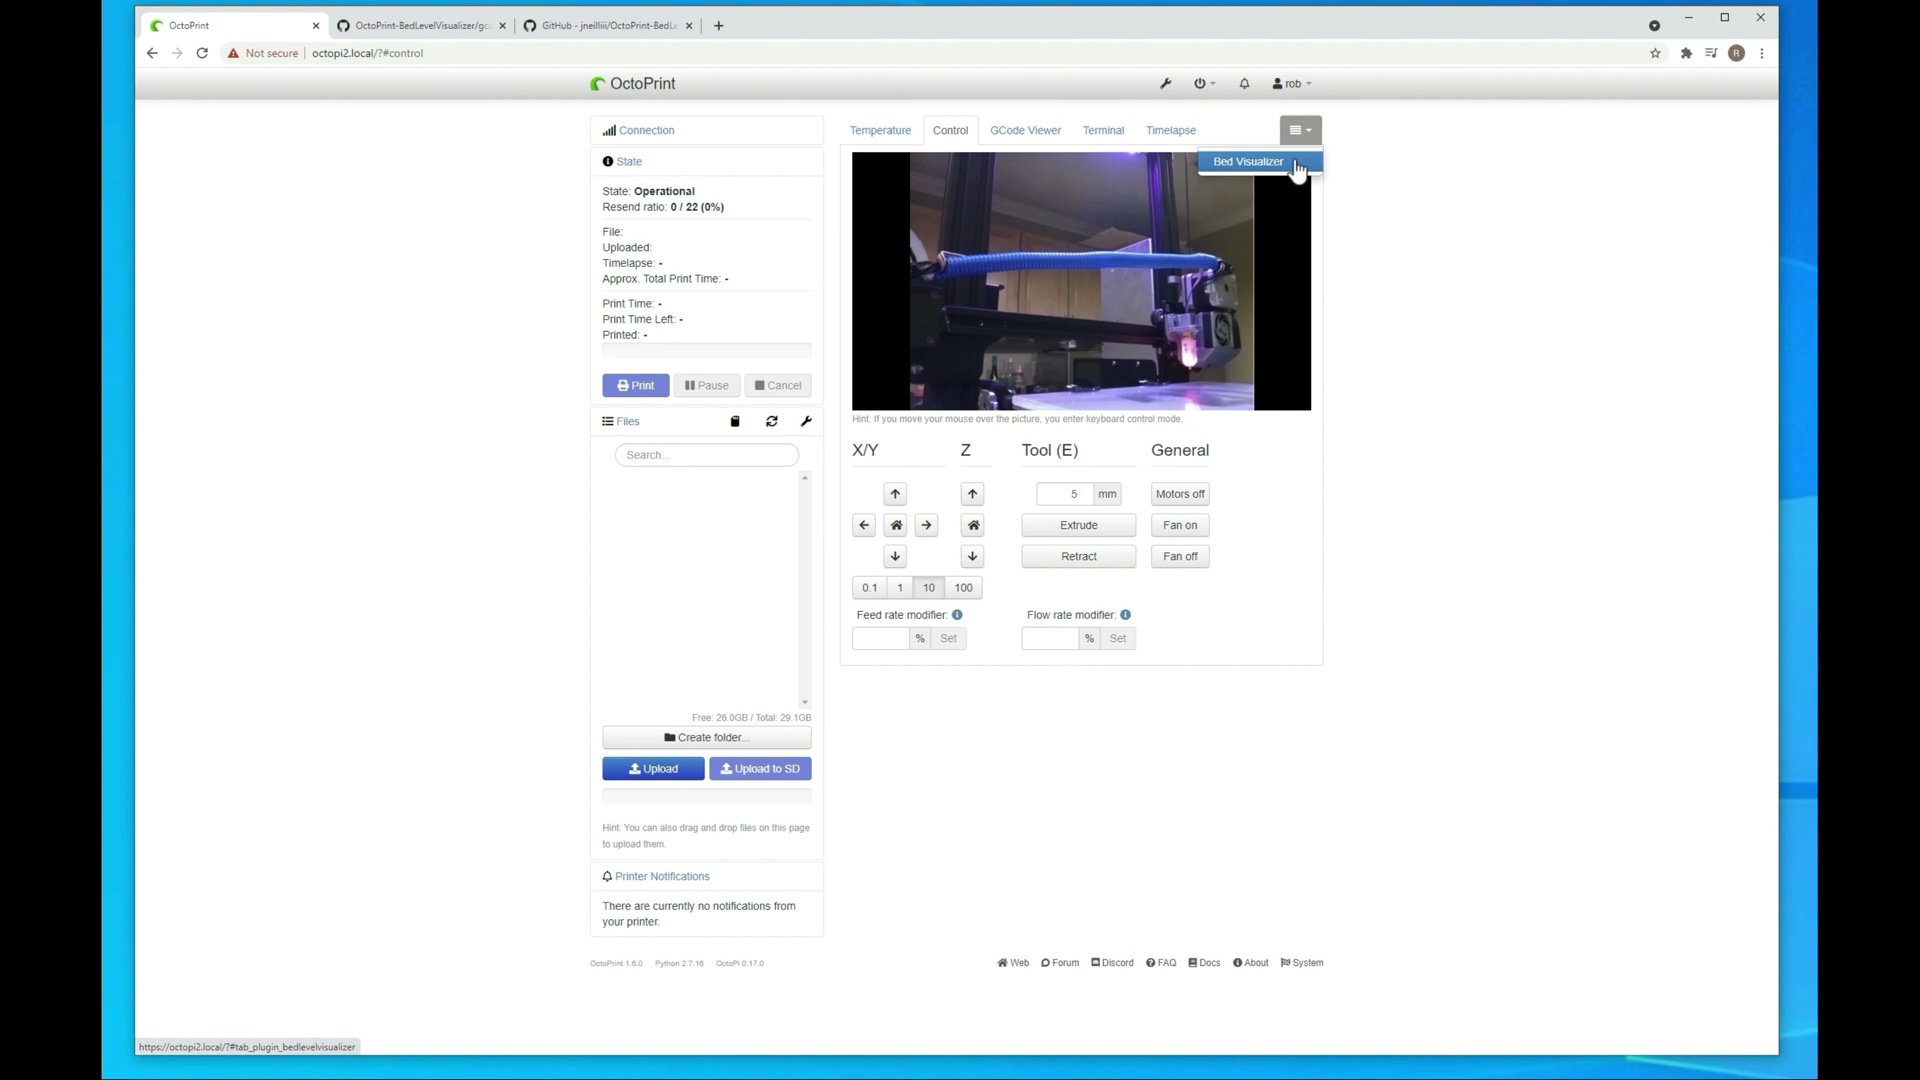 OctoPrint
OctoPrint-BedLevelVisualizer/gc
GitHub - jneilliii/OctoPrint-BedLe
Not secure
octopi2.local/?#control
R
OctoPrint
rob
Connection
State
State: Operational
Resend ratio: 0 / 22 (0%)
File:
Uploaded:
Timelapse: -
Approx. Total Print Time: -
Print Time: -
Print Time Left: -
Printed: -
Print
Pause
Cancel
Files
Search...
Free: 26.0GB / Total: 29.1GB
Create folder...
Upload
Upload to SD
Hint: You can also drag and drop files on this page
to upload them.
Printer Notifications
There are currently no notifications from
your printer.
Temperature
Control
GCode Viewer
Terminal
Timelapse
Bed Visualizer
Hint: If you move your mouse over the picture, you enter keyboard control mode.
X/Y
Z
Tool (E)
General
5 mm
Motors off
Extrude
Fan on
Retract
Fan off
0.1 1 10 100
Feed rate modifier:
Flow rate modifier:
% Set
% Set
OctoPrint 1.6.0 Python 2.7.16 OctoPi 0.17.0
Web Forum Discord FAQ Docs About System
https://octopi2.local/?#tab_plugin_bedlevelvisualizer